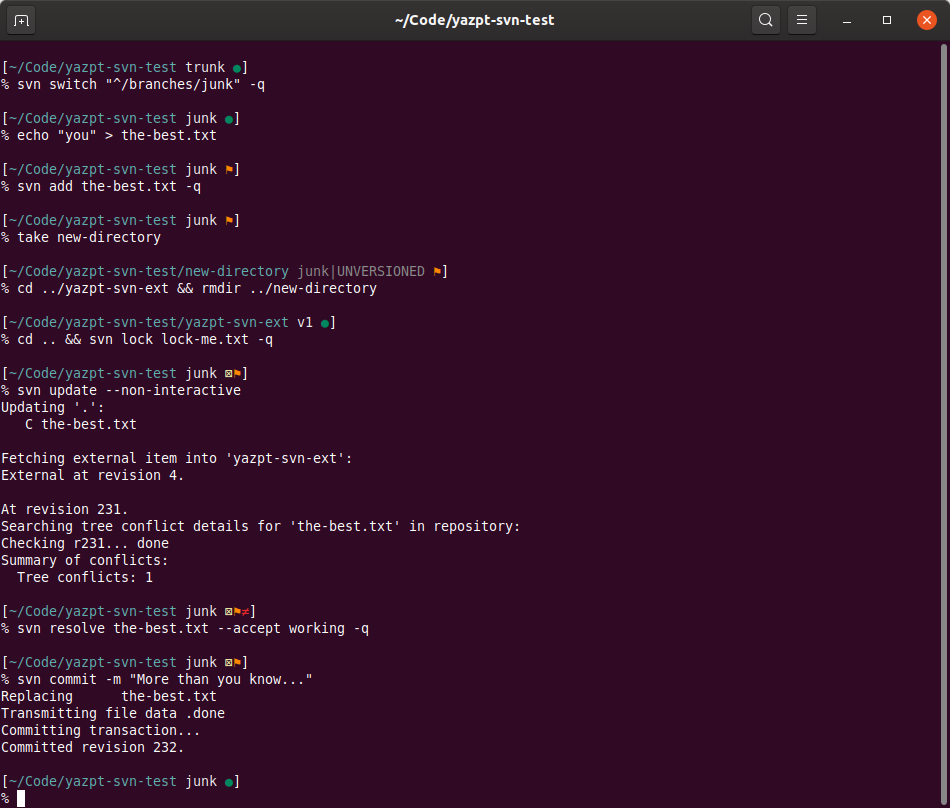 ~/Code/yazpt-svn-test
[~/Code/yazpt-svn-test trunk ●]
% svn switch "^/branches/junk" -q
[~/Code/yazpt-svn-test junk ●]
% echo "you" > the-best.txt
[~/Code/yazpt-svn-test junk ⚑]
% svn add the-best.txt -q
[~/Code/yazpt-svn-test junk ⚑]
% take new-directory
[~/Code/yazpt-svn-test/new-directory junk|UNVERSIONED ⚑]
% cd ../yazpt-svn-ext && rmdir ../new-directory
[~/Code/yazpt-svn-test/yazpt-svn-ext v1 ●]
% cd .. && svn lock lock-me.txt -q
[~/Code/yazpt-svn-test junk ⊠⚑]
% svn update --non-interactive
Updating '.':
   C the-best.txt
Fetching external item into 'yazpt-svn-ext':
External at revision 4.
At revision 231.
Searching tree conflict details for 'the-best.txt' in repository:
Checking r231... done
Summary of conflicts:
  Tree conflicts: 1
[~/Code/yazpt-svn-test junk ⊠⚑≠]
% svn resolve the-best.txt --accept working -q
[~/Code/yazpt-svn-test junk ⊠⚑]
% svn commit -m "More than you know..."
Replacing      the-best.txt
Transmitting file data .done
Committing transaction...
Committed revision 232.
[~/Code/yazpt-svn-test junk ●]
%